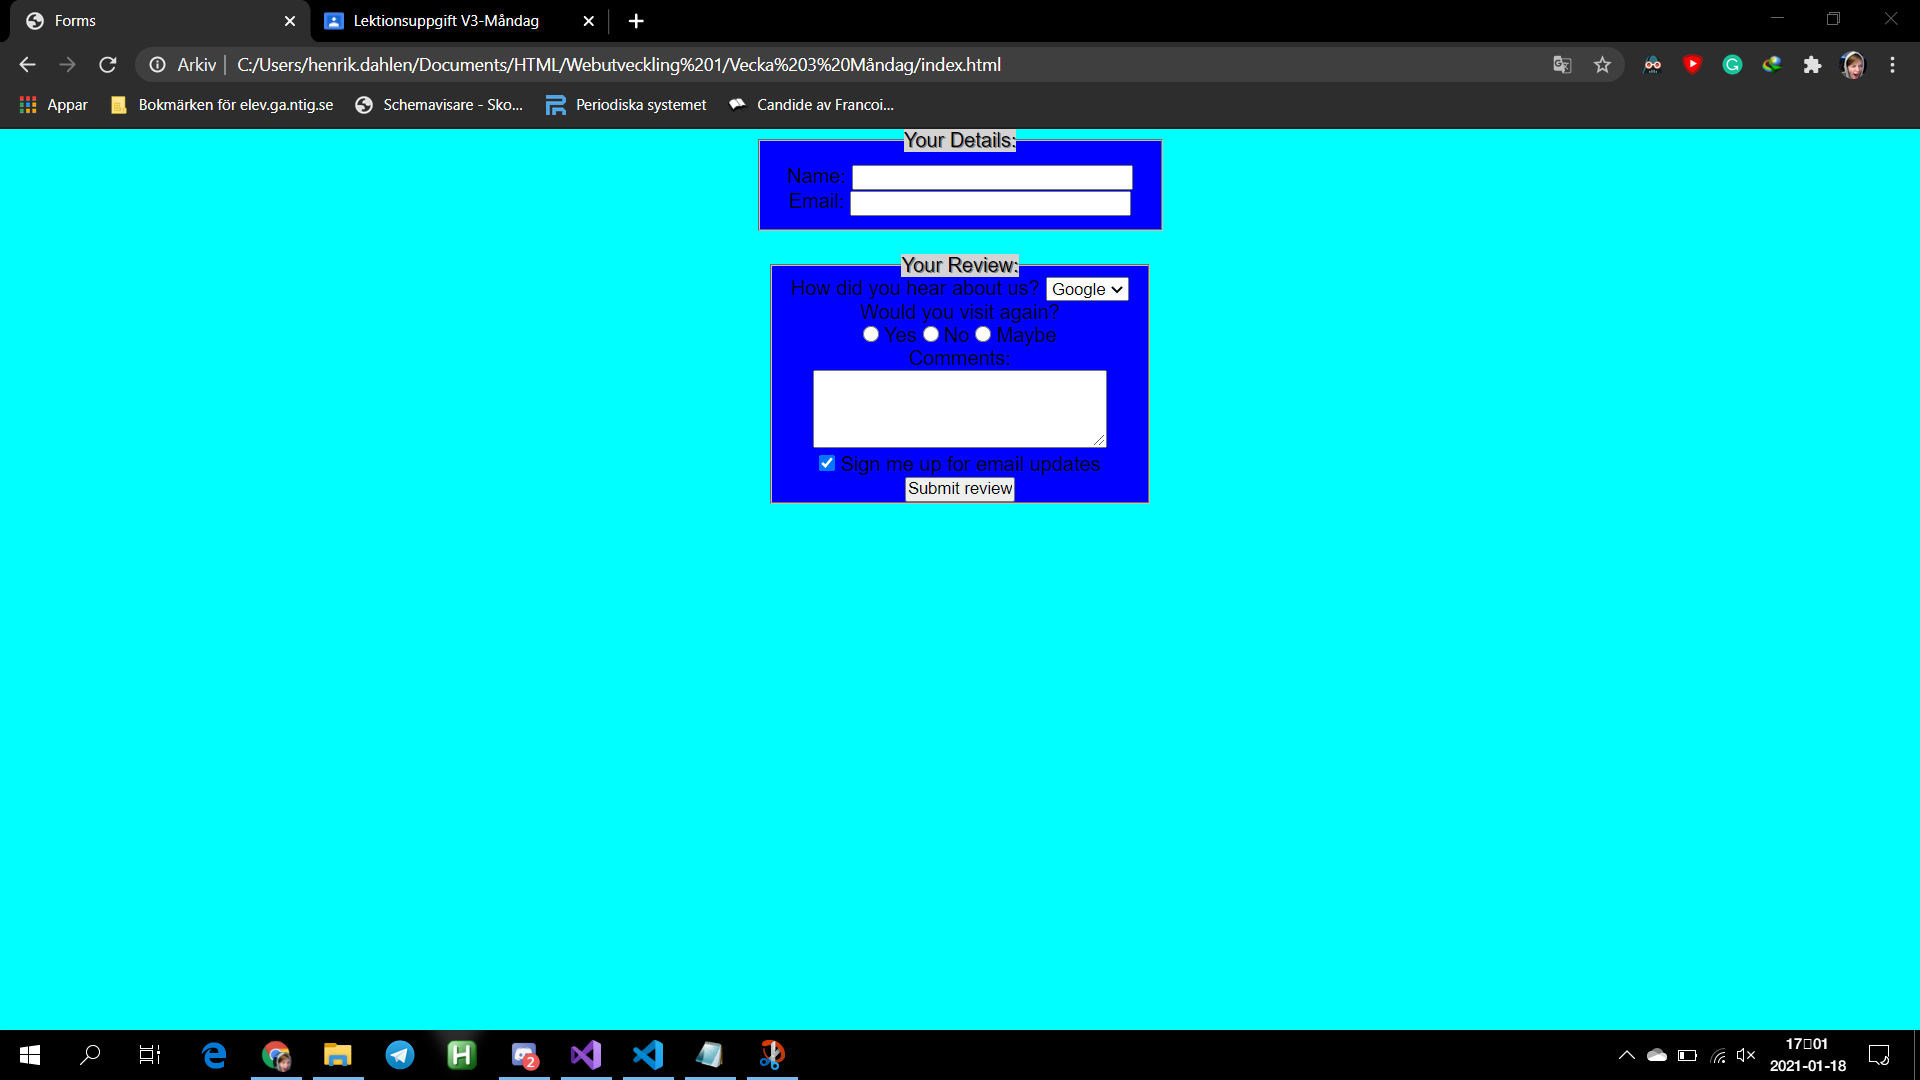 Forms
Lektionsuppgift V3-Måndag
Arkiv
C:/Users/henrik.dahlen/Documents/HTML/Webutveckling%201/Vecka%203%20Måndag/index.html
Appar
Bokmärken för elev.ga.ntig.se
Schemavisare - Sko...
Periodiska systemet
Candide av Francoi...
Your Details:
Name:
Email:
Your Review:
How did you hear about us? Google
Would you visit again?
Yes No Maybe
Comments:
Sign me up for email updates
Submit review
2
17▯01
2021-01-18